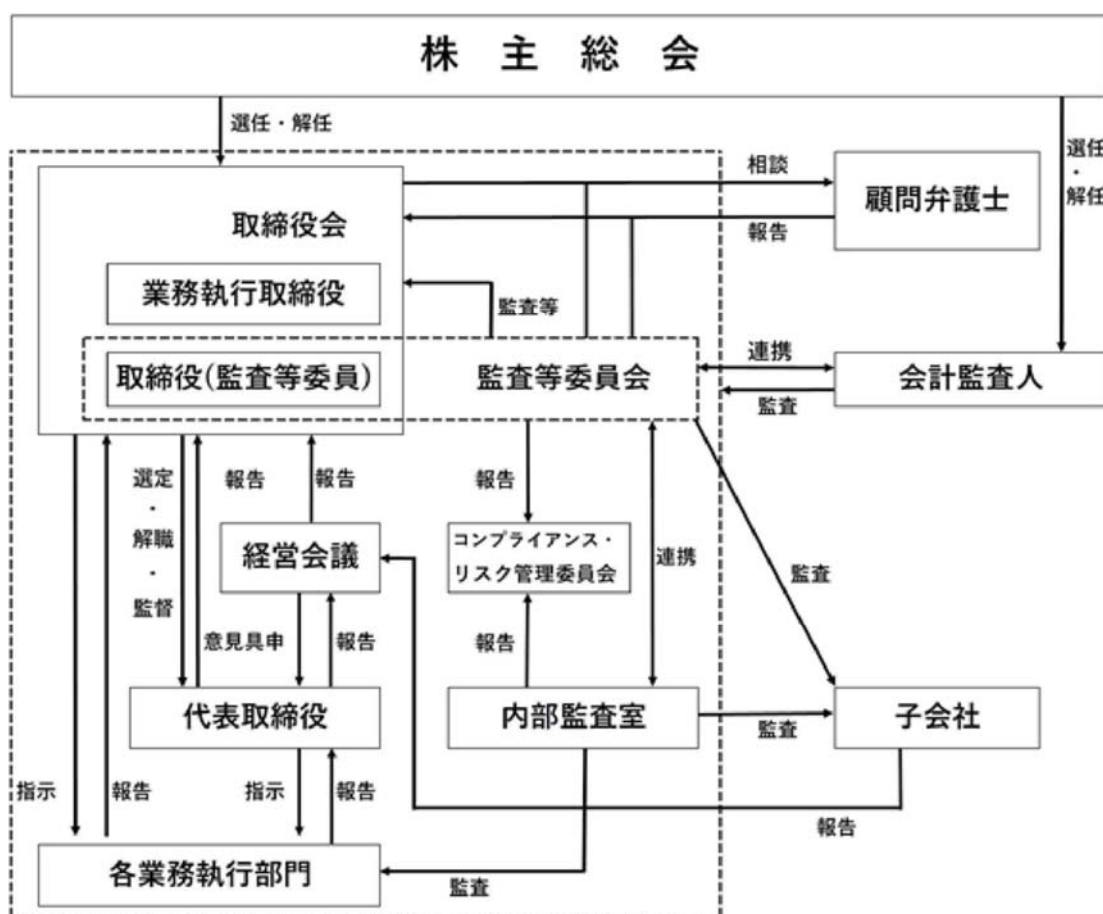 株 主 総 会
選任・解任
選任・解任
相談
顧問弁護士
報告
取締役会
業務執行取締役
監査等
取締役(監査等委員)
監査等委員会
連携
会計監査人
監査
選定・解職・監督
報告
報告
報告
経営会議
コンプライアンス・
リスク管理委員会
連携
監査
意見具申
報告
報告
代表取締役
内部監査室
監査
子会社
指示
報告
指示
報告
報告
各業務執行部門
監査